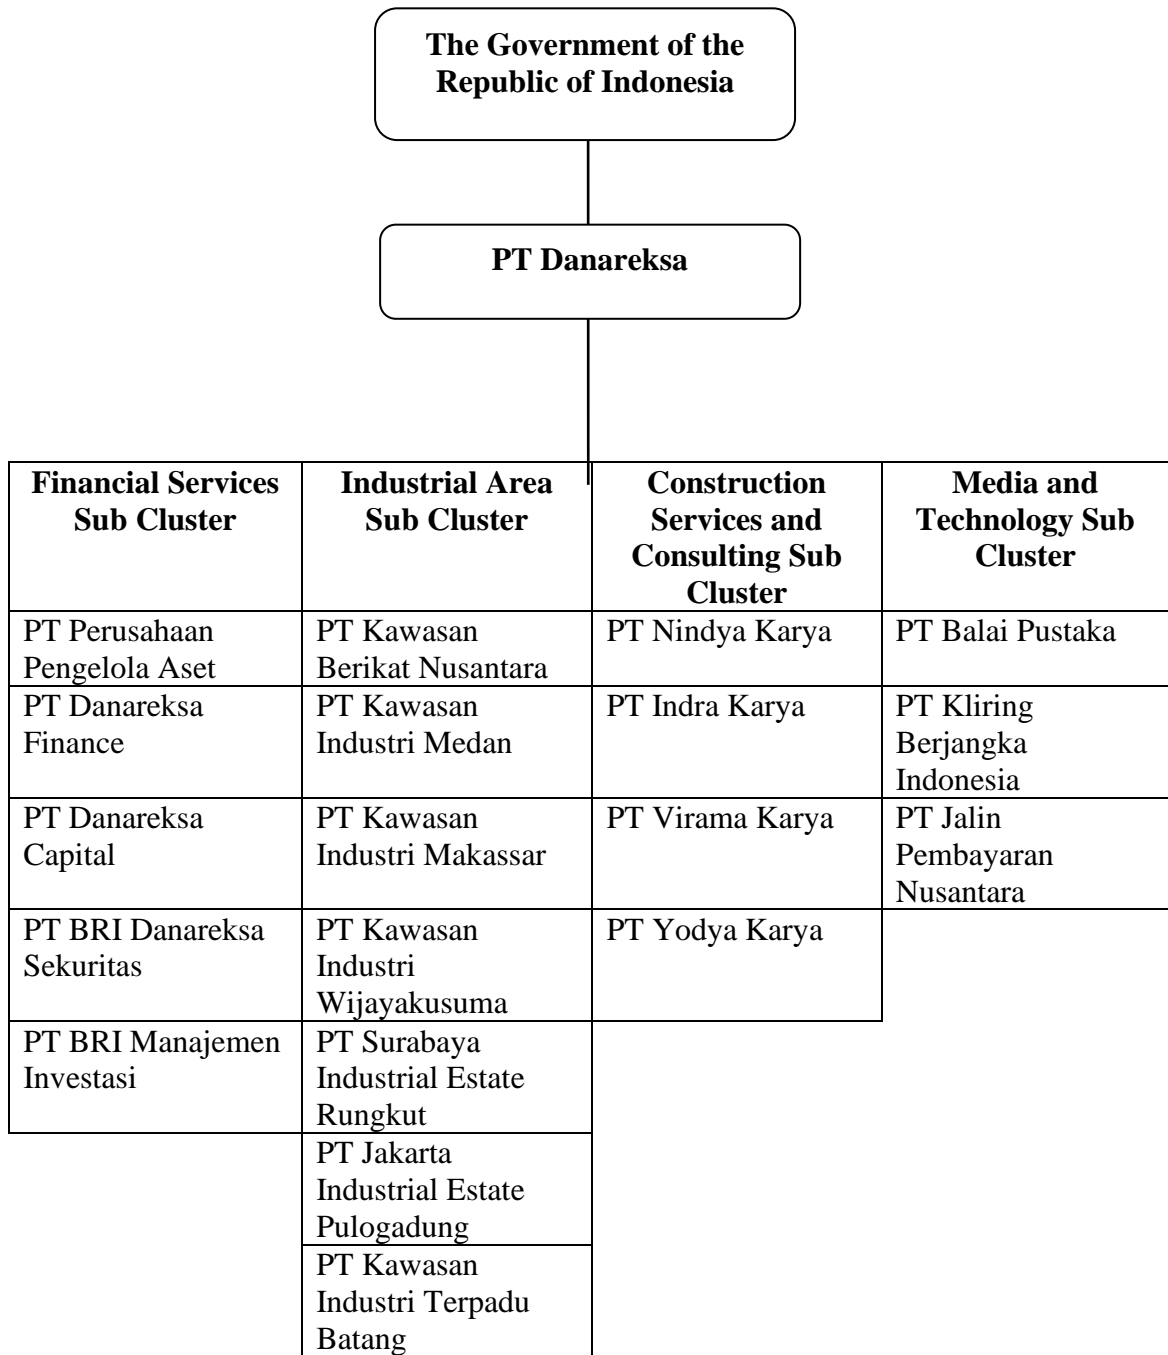 The Government of the
Republic of Indonesia
PT Danareksa
Financial Services
Sub Cluster
Industrial Area
Sub Cluster
Construction
Services and
Consulting Sub
Cluster
Media and
Technology Sub
Cluster
PT Perusahaan
Pengelola Aset
PT Kawasan
Berikat Nusantara
PT Nindya Karya
PT Balai Pustaka
PT Danareksa
Finance
PT Kawasan
Industri Medan
PT Indra Karya
PT Kliring
Berjangka
Indonesia
PT Danareksa
Capital
PT Kawasan
Industri Makassar
PT Virama Karya
PT Jalin
Pembayaran
Nusantara
PT BRI Danareksa
Sekuritas
PT Kawasan
Industri
Wijayakusuma
PT Yodya Karya
PT BRI Manajemen
Investasi
PT Surabaya
Industrial Estate
Rungkut
PT Jakarta
Industrial Estate
Pulogadung
PT Kawasan
Industri Terpadu
Batang